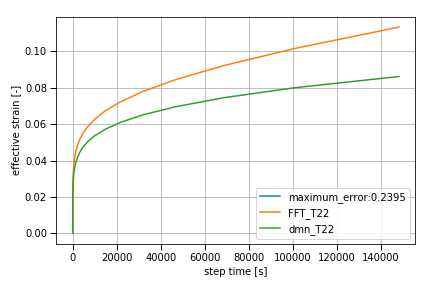 0.10
0.08
0.06
0.04
0.02
0.00
effective strain [-]
maximum_error:0.2395
FFT_T22
dmn_T22
0 20000 40000 60000 80000 100000 120000 140000
step time [s]